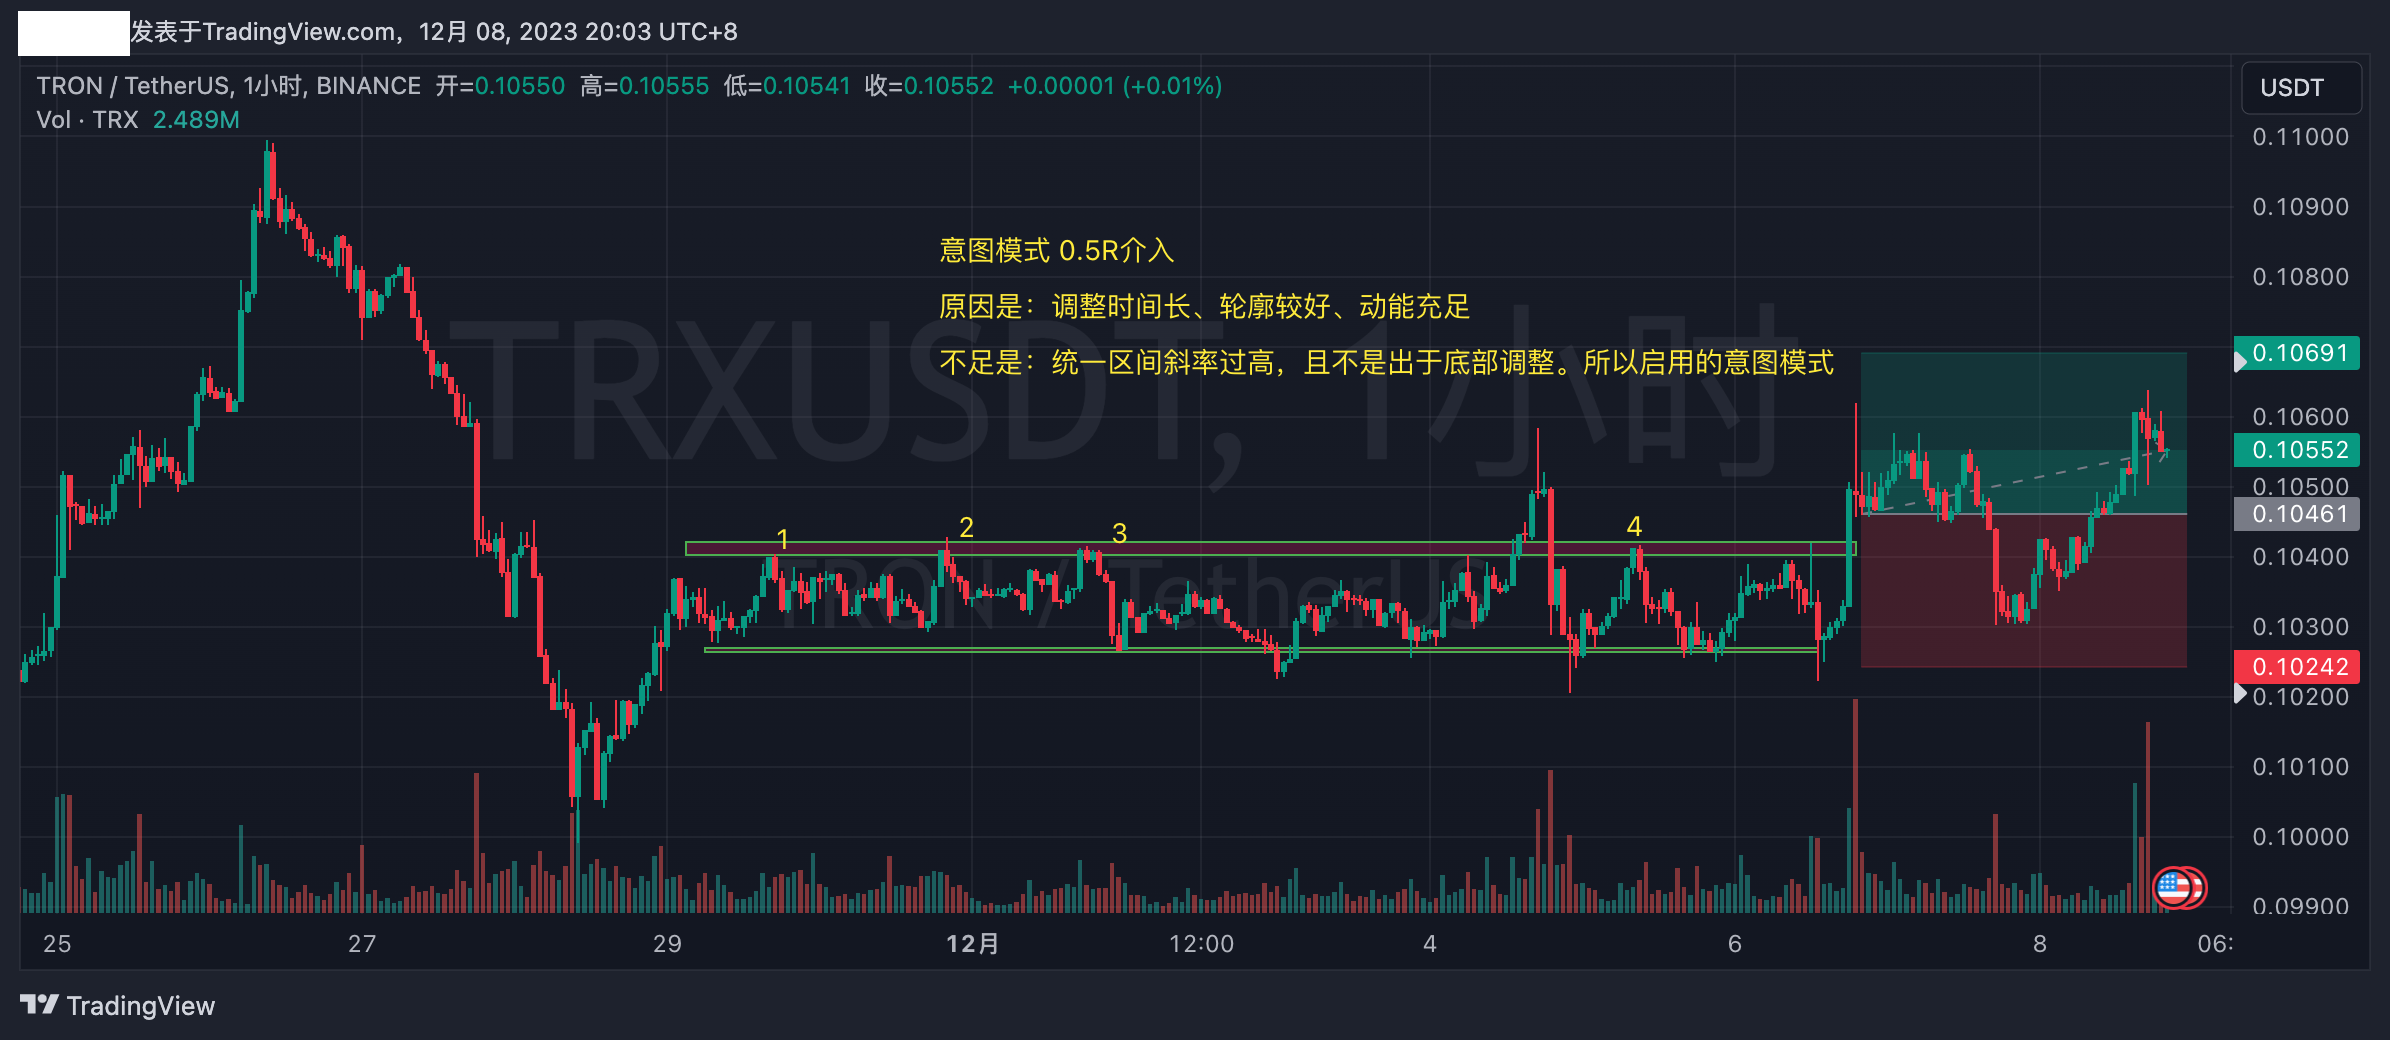 发表于TradingView.com，12月 08, 2023 20:03 UTC+8
TRON / TetherUS, 1小时, BINANCE 开=0.10550 高=0.10555 低=0.10541 收=0.10552 +0.00001 (+0.01%)
Vol · TRX 2.489M
USDT
0.11000
0.10900
意图模式 0.5R介入
0.10800
原因是：调整时间长、轮廓较好、动能充足
不足是：统一区间斜率过高，且不是出于底部调整。所以启用的意图模式
0.10691
TRXUSDT, 1小时
0.10600
0.10552
0.10500
0.10461
1
2
3
4
0.10400
TRON / TetherUS
0.10300
0.10242
0.10200
0.10100
0.10000
0.09900
25 27 29 12月 12:00 4 6 8 06:
TradingView